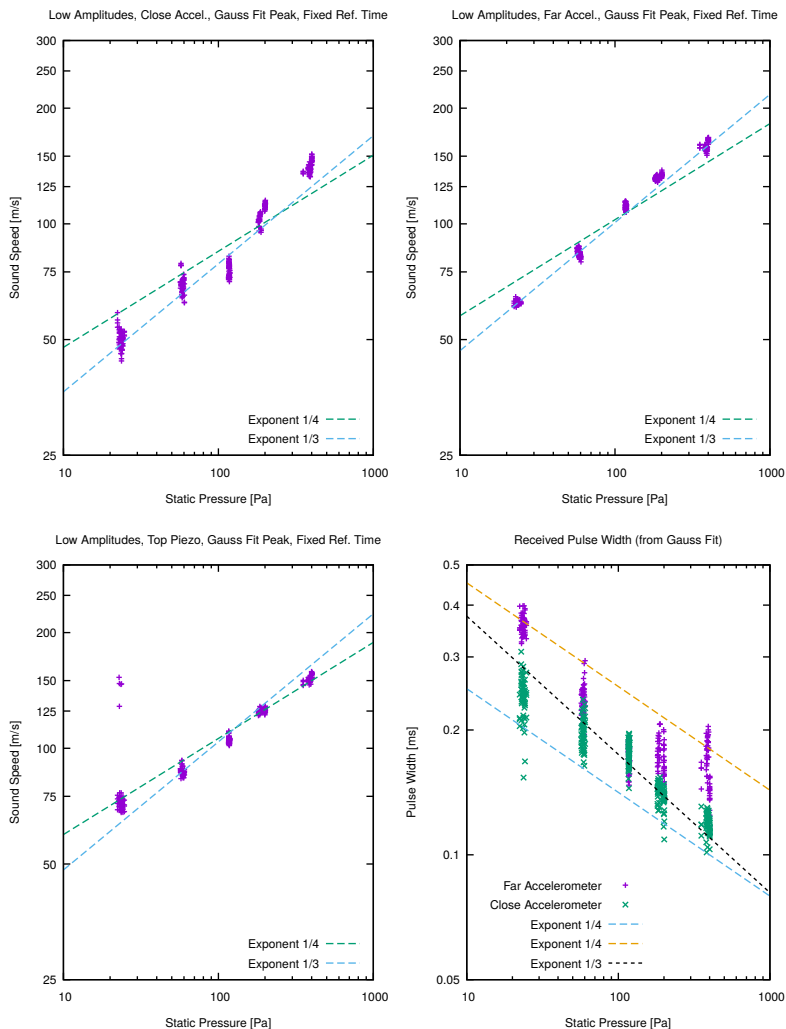 Low Amplitudes, Close Accel., Gauss Fit Peak, Fixed Ref. Time
300
250
200
150
125
100
75
50
25
Sound Speed [m/s]
Exponent 1/4
Exponent 1/3
10 100 1000
Static Pressure [Pa]
Low Amplitudes, Far Accel., Gauss Fit Peak, Fixed Ref. Time
300
250
200
150
125
100
75
50
25
Sound Speed [m/s]
Exponent 1/4
Exponent 1/3
10 100 1000
Static Pressure [Pa]
Low Amplitudes, Top Piezo, Gauss Fit Peak, Fixed Ref. Time
300
250
200
150
125
100
75
50
25
Sound Speed [m/s]
Exponent 1/4
Exponent 1/3
10 100 1000
Static Pressure [Pa]
Received Pulse Width (from Gauss Fit)
0.5
0.4
0.3
0.2
0.1
0.05
Pulse Width [ms]
Far Accelerometer
Close Accelerometer
Exponent 1/4
Exponent 1/4
Exponent 1/3
10 100 1000
Static Pressure [Pa]